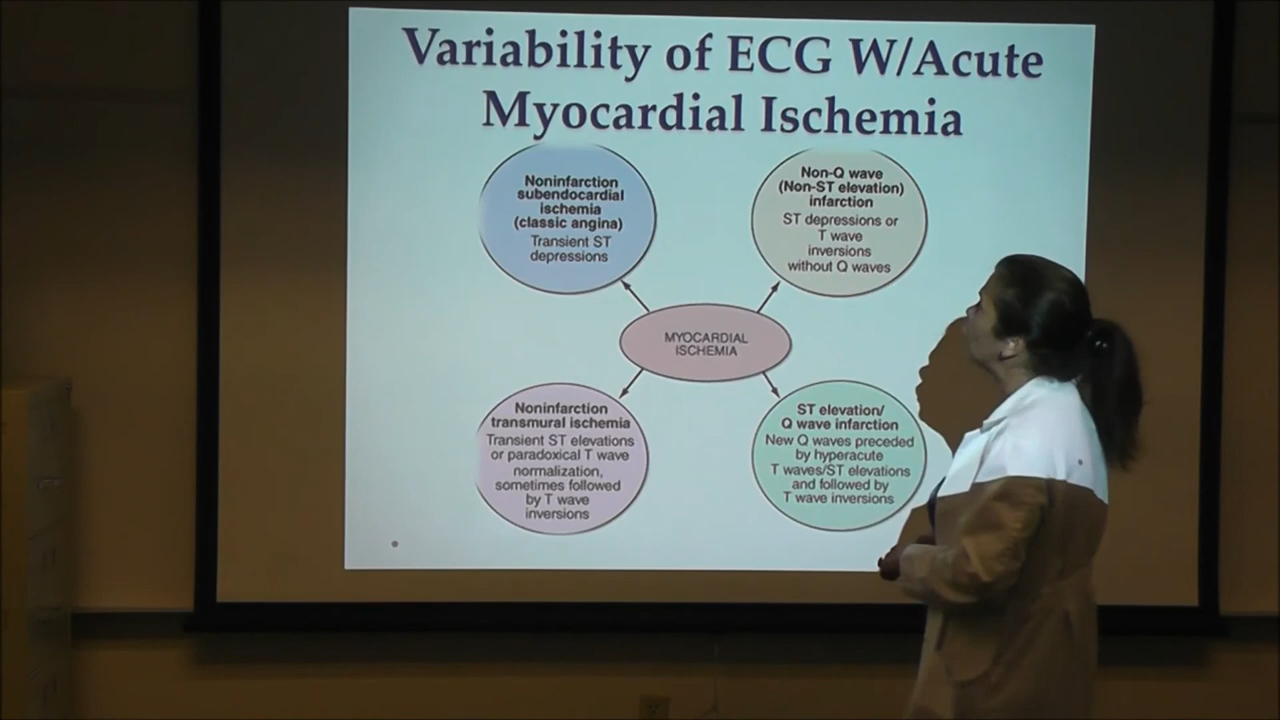 Variability of ECG W/Acute
Myocardial Ischemia
Noninfarction
subendocardial
ischemia
(classic angina)
Transient ST
depressions
Non-Q wave
(Non-ST elevation)
infarction
ST depressions or
T wave
inversions
without Q waves
MYOCARDIAL
ISCHEMIA
Noninfarction
transmural ischemia
Transient ST elevations
or paradoxical T wave
normalization,
sometimes followed
by T wave
inversions
ST elevation/
Q wave infarction
New Q waves preceded
by hyperacute
T waves/ST elevations
and followed by
T wave inversions